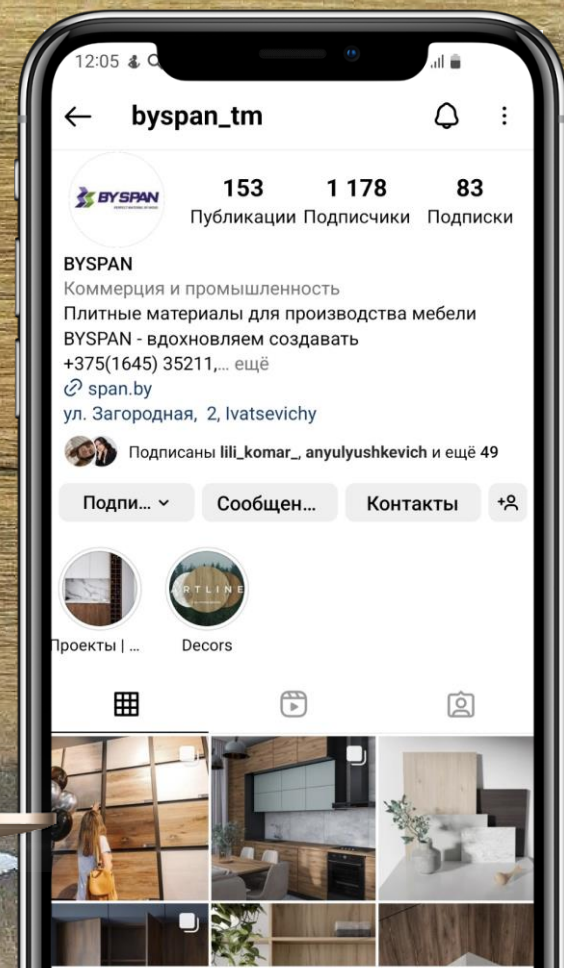 12:05
byspan_tm
BYSPAN
153 1 178 83
Публикации Подписчики Подписки
BYSPAN
Коммерция и промышленность
Плитные материалы для производства мебели
BYSPAN - вдохновляем создавать
+375(1645) 35211,... ещё
span.by
ул. Загородная, 2, Ivatsevichy
Подписаны lili_komar_, anyulyushkevich и ещё 49
Подпи... Сообщен... Контакты
ARTLINE
Проекты | ... Decors